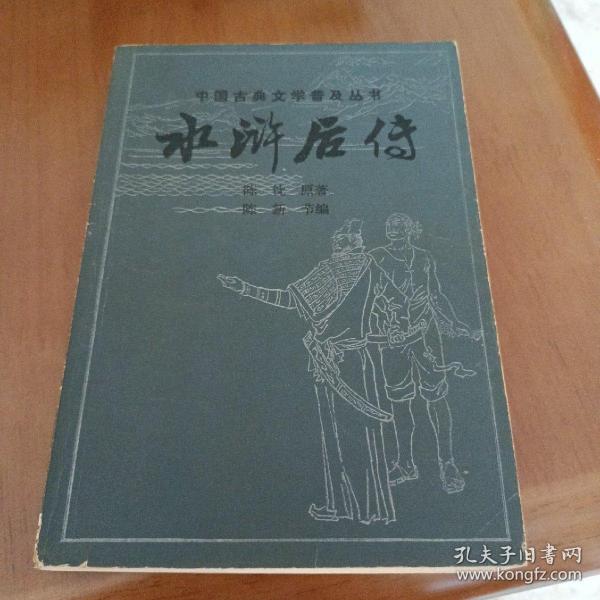 中国古典文学普及丛书
水浒后传
陈忱 原著
陈新 节编
孔夫子旧书网
www.kongfz.com